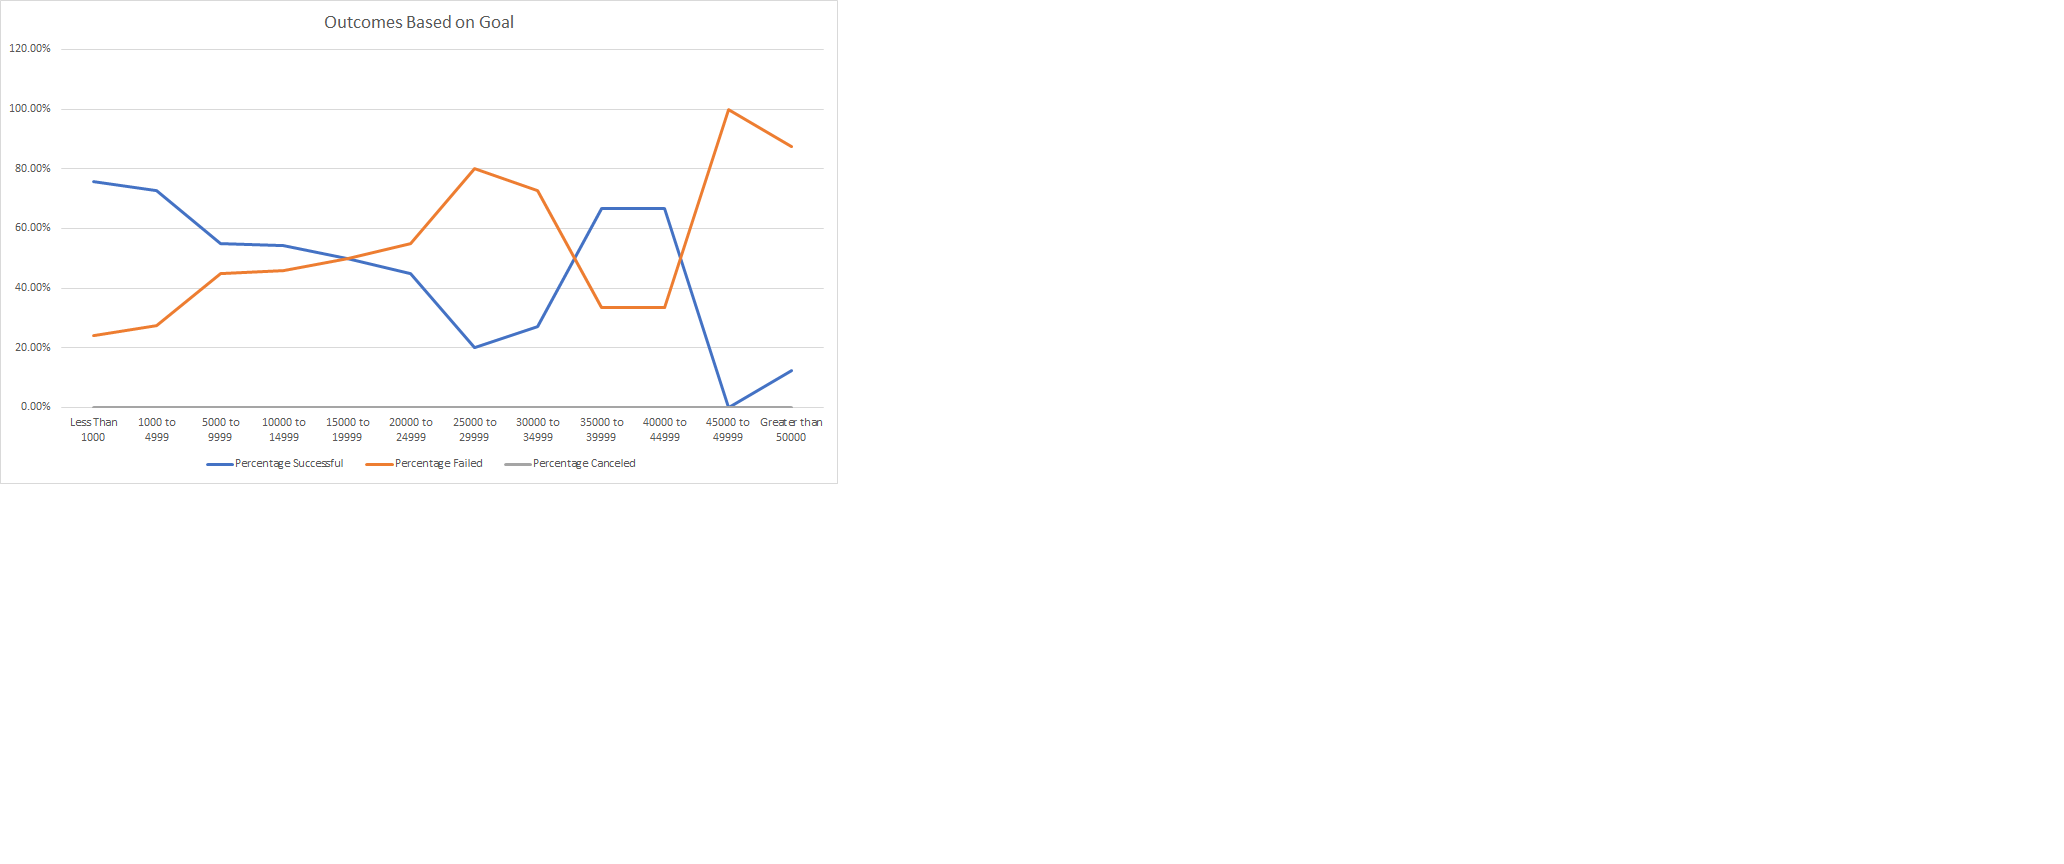 Outcomes Based on Goal
120.00%
100.00%
80.00%
60.00%
40.00%
20.00%
0.00%
Less Than 1000 to 5000 to 10000 to 15000 to 20000 to 25000 to 30000 to 35000 to 40000 to 45000 to Greater than
1000 4999 9999 14999 19999 24999 29999 34999 39999 44999 49999 50000
Percentage Successful Percentage Failed Percentage Canceled